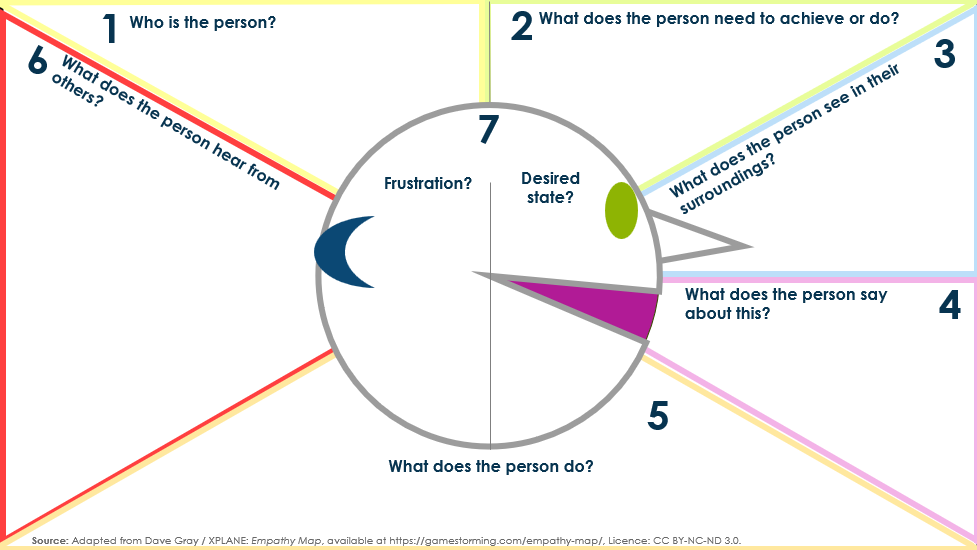 1 Who is the person?
2 What does the person need to achieve or do?
3
What does the person see in their
surroundings?
4
What does the person say
about this?
5
What does the person do?
6
What does the person hear from
others?
7
Frustration?
Desired
state?
Source: Adapted from Dave Gray / XPLANE: Empathy Map, available at https://gamestorming.com/empathy-map/, Licence: CC BY-NC-ND 3.0.